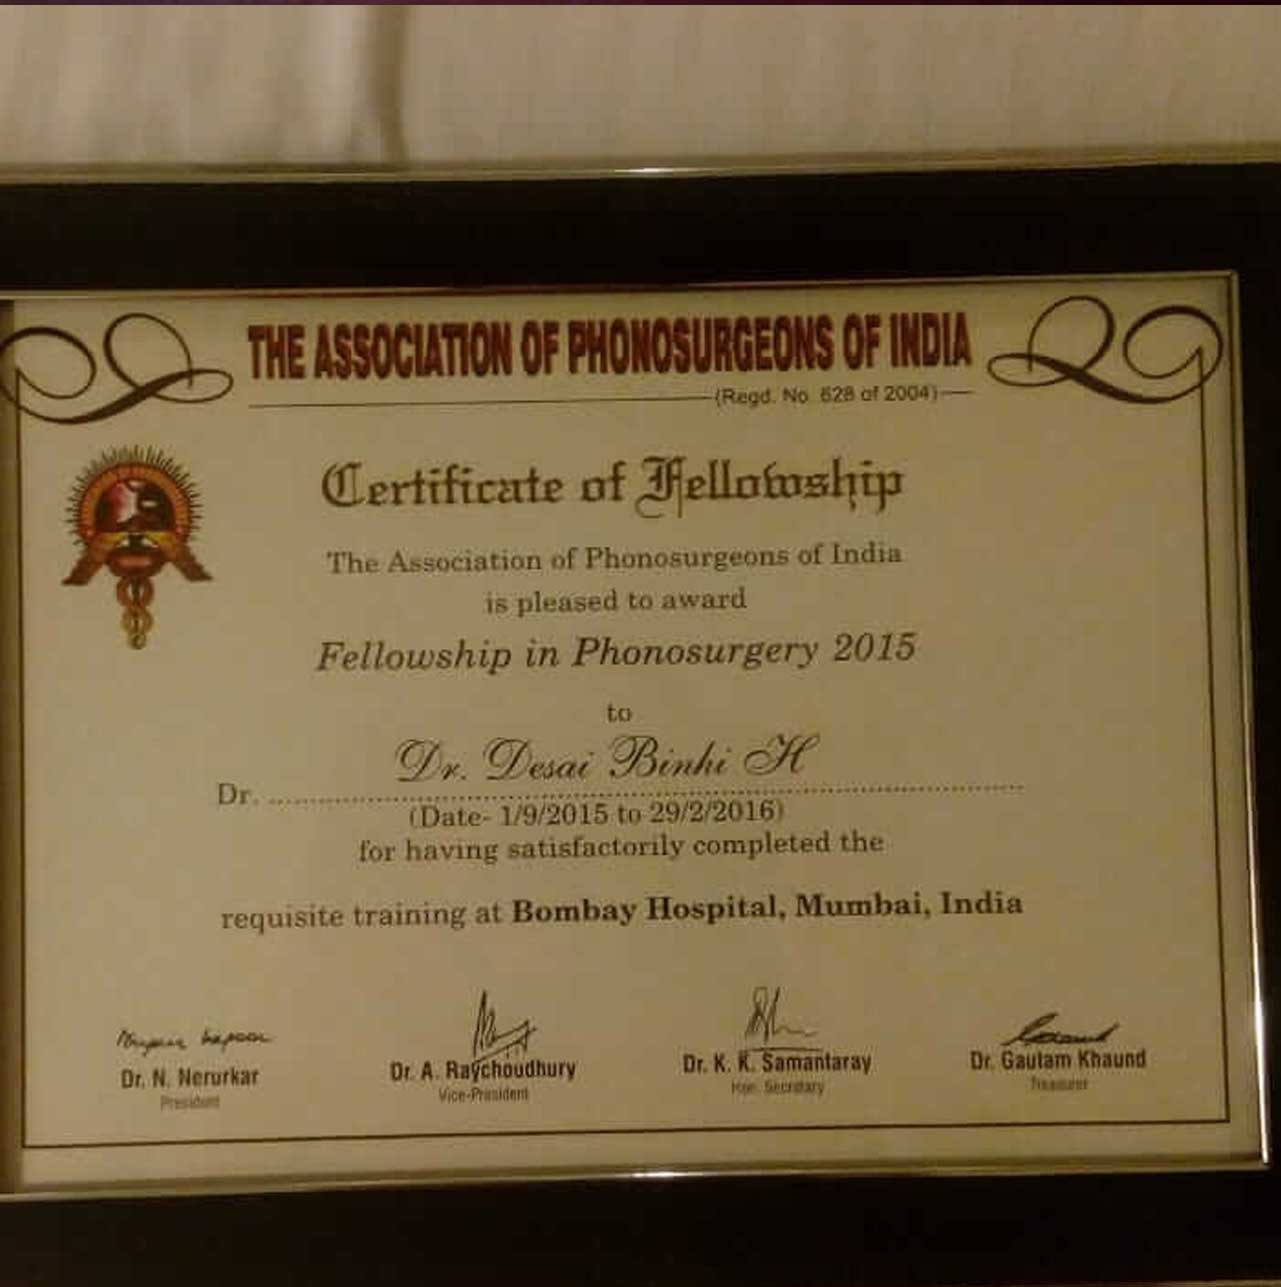 THE ASSOCIATION OF PHONOSURGEONS OF INDIA
(Regd. No. 628 of 2004)
Certificate of Fellowship
The Association of Phonosurgeons of India
is pleased to award
Fellowship in Phonosurgery 2015
to
Dr. Desai Binhi H
Dr. ..........
(Date- 1/9/2015 to 29/2/2016)
for having satisfactorily completed the
requisite training at Bombay Hospital, Mumbai, India
Dr. N. Nerurkar
President
Dr. A. Raychoudhury
Vice-President
Dr. K. K. Samantaray
Hon. Secretary
Dr. Gautam Khaund
Treasurer